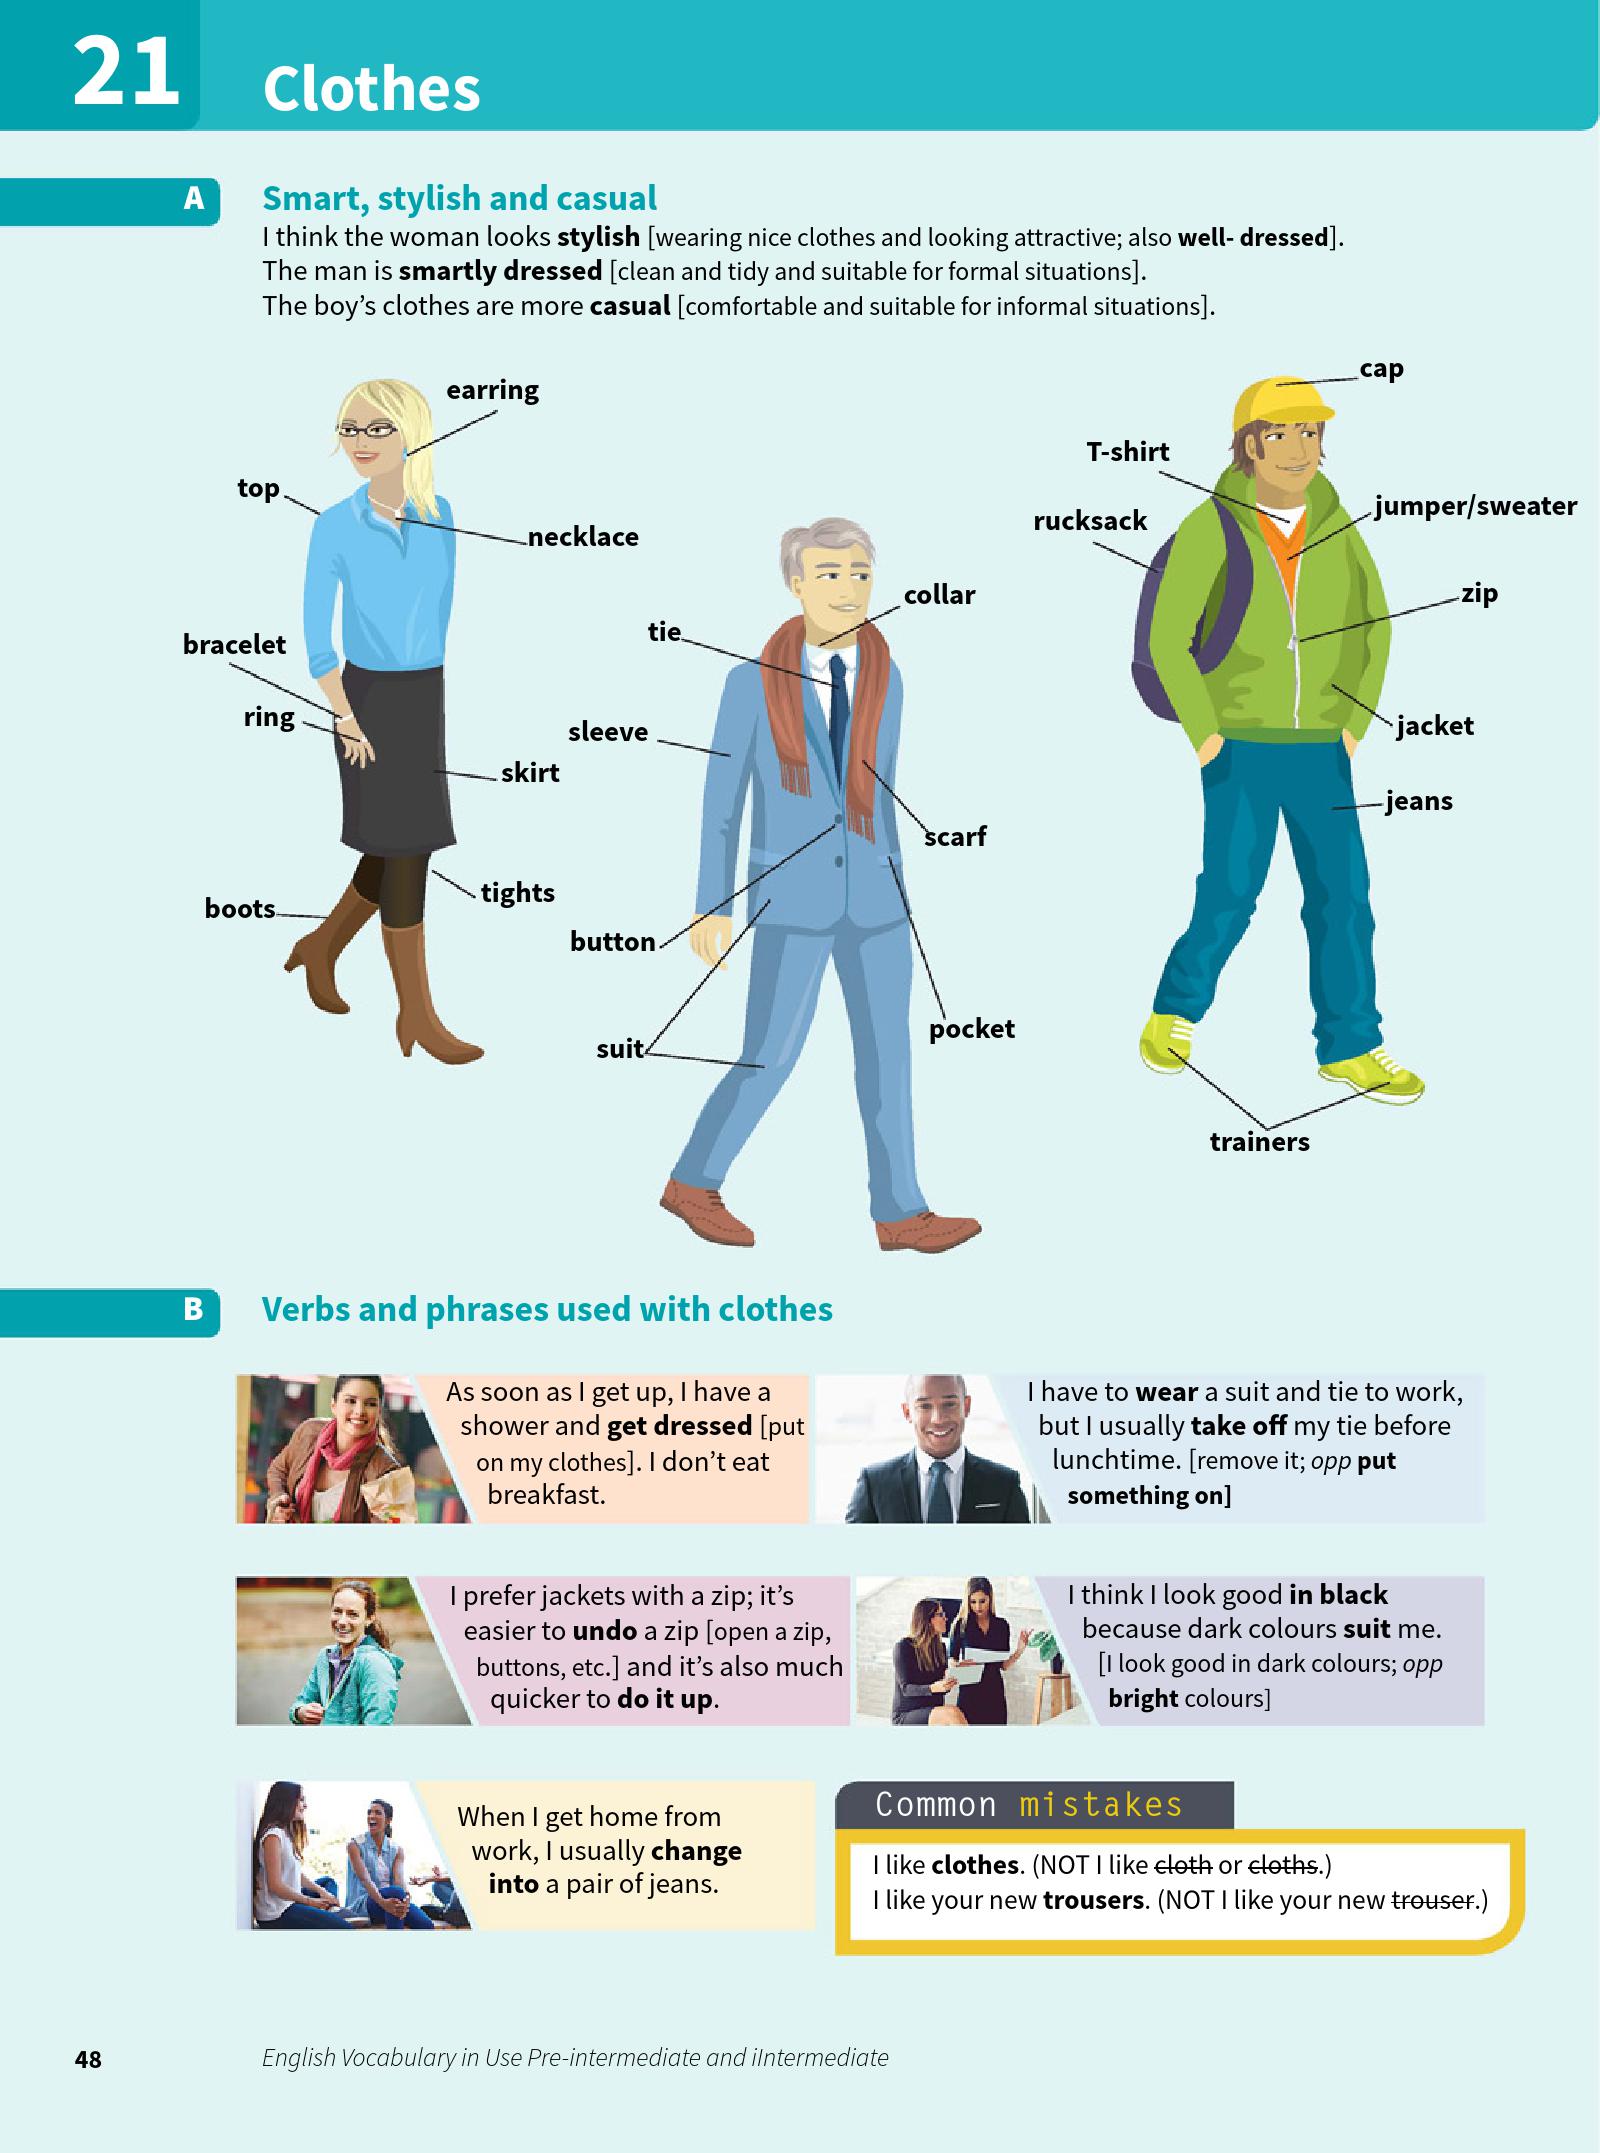 21
Clothes
A
Smart, stylish and casual
I think the woman looks stylish [wearing nice clothes and looking attractive; also well- dressed].
The man is smartly dressed [clean and tidy and suitable for formal situations].
The boy's clothes are more casual [comfortable and suitable for informal situations].
earring
top
necklace
bracelet
ring
skirt
tights
boots
collar
tie
sleeve
scarf
button
pocket
suit
cap
T-shirt
jumper/sweater
rucksack
zip
jacket
jeans
trainers
B
Verbs and phrases used with clothes
As soon as I get up, I have a
shower and get dressed [put
on my clothes]. I don't eat
breakfast.
I have to wear a suit and tie to work,
but I usually take off my tie before
lunchtime. [remove it; opp put
something on]
I prefer jackets with a zip; it's
easier to undo a zip [open a zip,
buttons, etc.] and it's also much
quicker to do it up.
I think I look good in black
because dark colours suit me.
[I look good in dark colours; opp
bright colours]
When I get home from
work, I usually change
into a pair of jeans.
Common mistakes
I like clothes. (NOT I like cloth or cloths.)
I like your new trousers. (NOT I like your new trouser.)
48
English Vocabulary in Use Pre-intermediate and iIntermediate